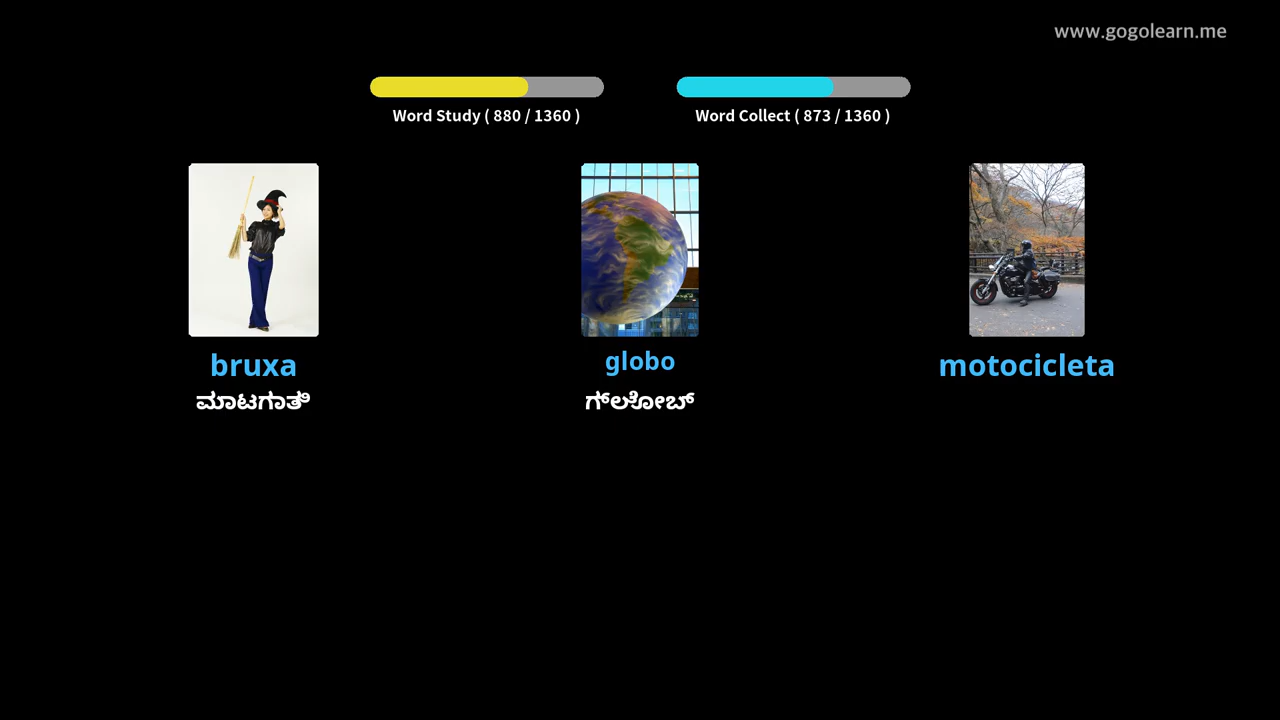 www.gogolearn.me
Word Study ( 880 / 1360 )
Word Collect ( 873 / 1360 )
bruxa
globo
motocicleta
ಮಾಟಗಾತಿ
ಗ್ಲೋಬ್